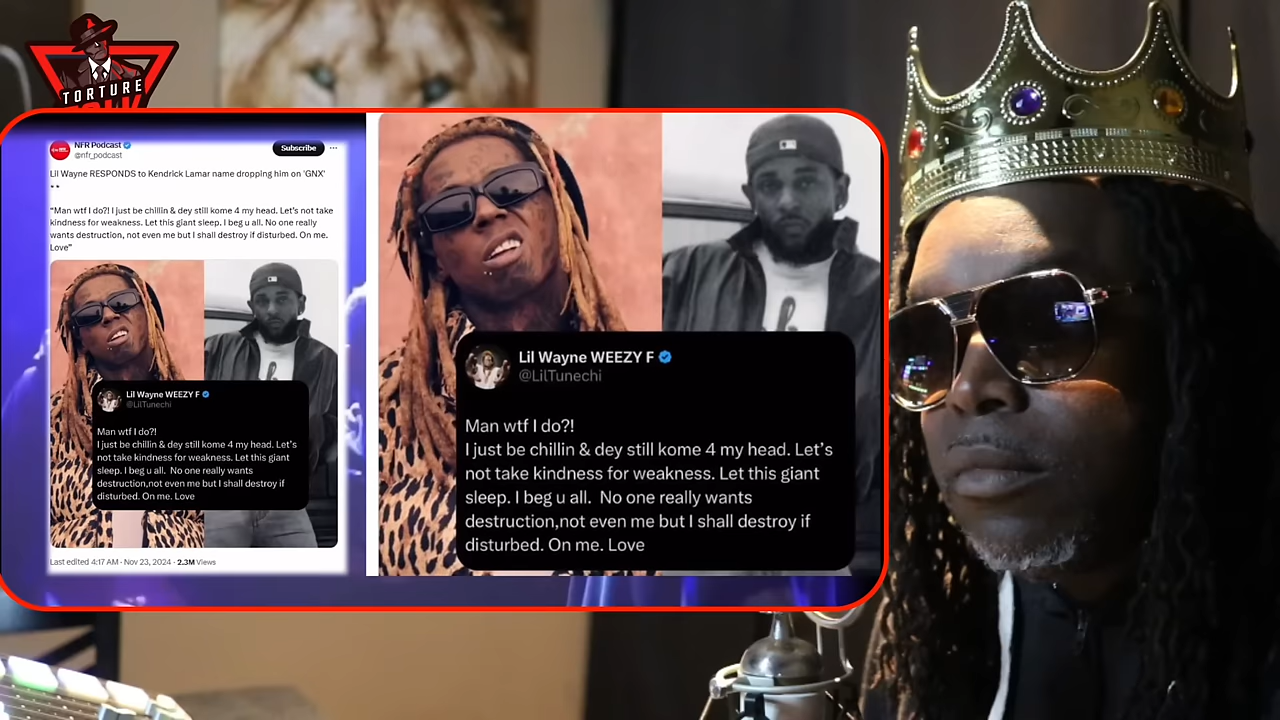 TORTURE
TALK
NFR Podcast
@nfr_podcast
Subscribe
Lil Wayne RESPONDS to Kendrick Lamar name dropping him on 'GNX'
“Man wtf I do?! I just be chillin & dey still kome 4 my head. Let's not take
kindness for weakness. Let this giant sleep. I beg u all. No one really
wants destruction, not even me but I shall destroy if disturbed. On me.
Love”
Lil Wayne WEEZY F
@LilTunechi
Man wtf I do?!
I just be chillin & dey still kome 4 my head. Let's
not take kindness for weakness. Let this giant
sleep. I beg u all. No one really wants
destruction,not even me but I shall destroy if
disturbed. On me. Love
Last edited 4:17 AM · Nov 23, 2024 · 2.3M Views
Lil Wayne WEEZY F
@LilTunechi
Man wtf I do?!
I just be chillin & dey still kome 4 my head. Let's
not take kindness for weakness. Let this giant
sleep. I beg u all. No one really wants
destruction,not even me but I shall destroy if
disturbed. On me. Love